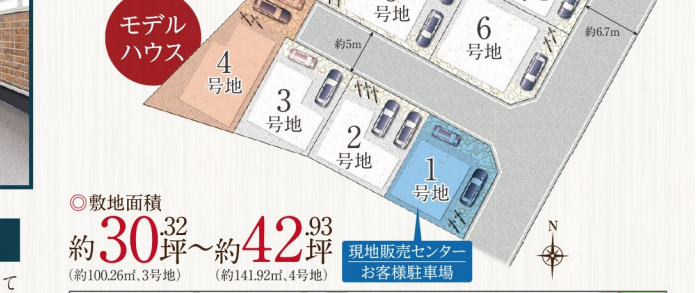 モデル
ハウス
号地
6
号地
約6.7m
約5m
4
号地
3
号地
2
号地
1
号地
◎敷地面積
約30.32坪～約42.93坪
(約100.26㎡、3号地) (約141.92㎡、4号地)
現地販売センター
お客様駐車場
N
て